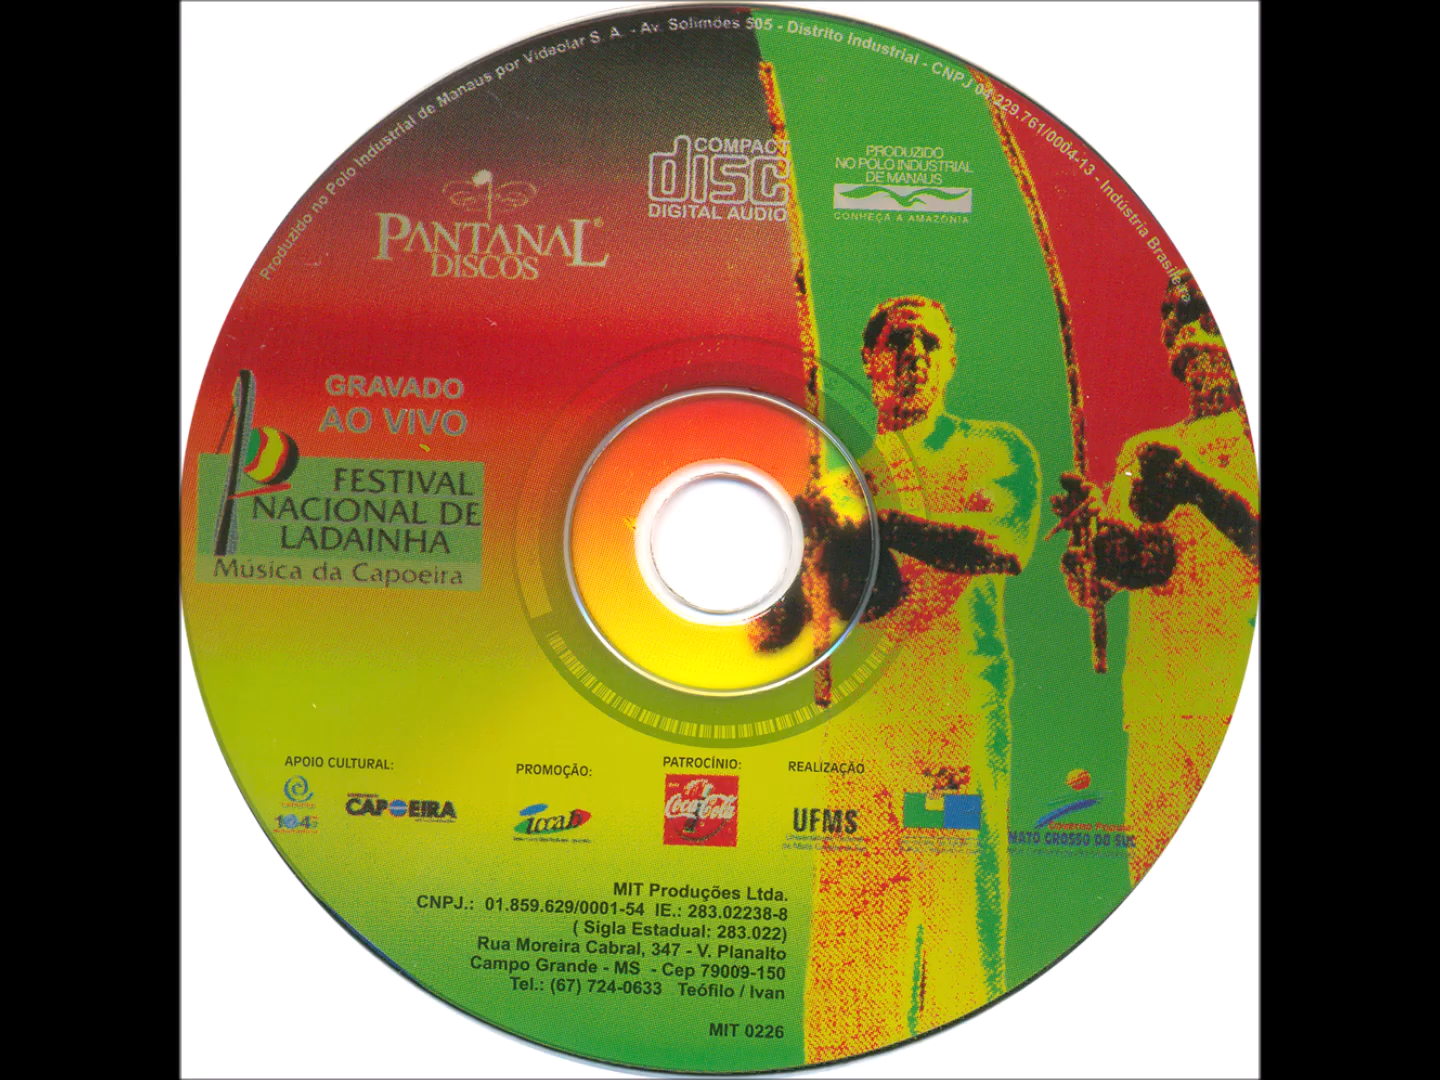 Produzido no Polo Industrial de Manaus por Videolar S. A. - Av. Solimões 505 - Distrito Industrial - CNPJ 04.229.761/0004-13 - Indústria Brasileira
COMPACT
disc
DIGITAL AUDIO
PRODUZIDO
NO POLO INDUSTRIAL
DE MANAUS
CONHEÇA A AMAZÔNIA
PANTANAL
DISCOS
GRAVADO
AO VIVO
FESTIVAL
NACIONAL DE
LADAINHA
Música da Capoeira
APOIO CULTURAL:
PROMOÇÃO:
PATROCÍNIO:
REALIZAÇÃO
CAPOEIRA
Coca-Cola
UFMS
MATO GROSSO DO SUL
MIT Produções Ltda.
CNPJ.: 01.859.629/0001-54 IE.: 283.02238-8
( Sigla Estadual: 283.022)
Rua Moreira Cabral, 347 - V. Planalto
Campo Grande - MS - Cep 79009-150
Tel.: (67) 724-0633 Teófilo / Ivan
MIT 0226